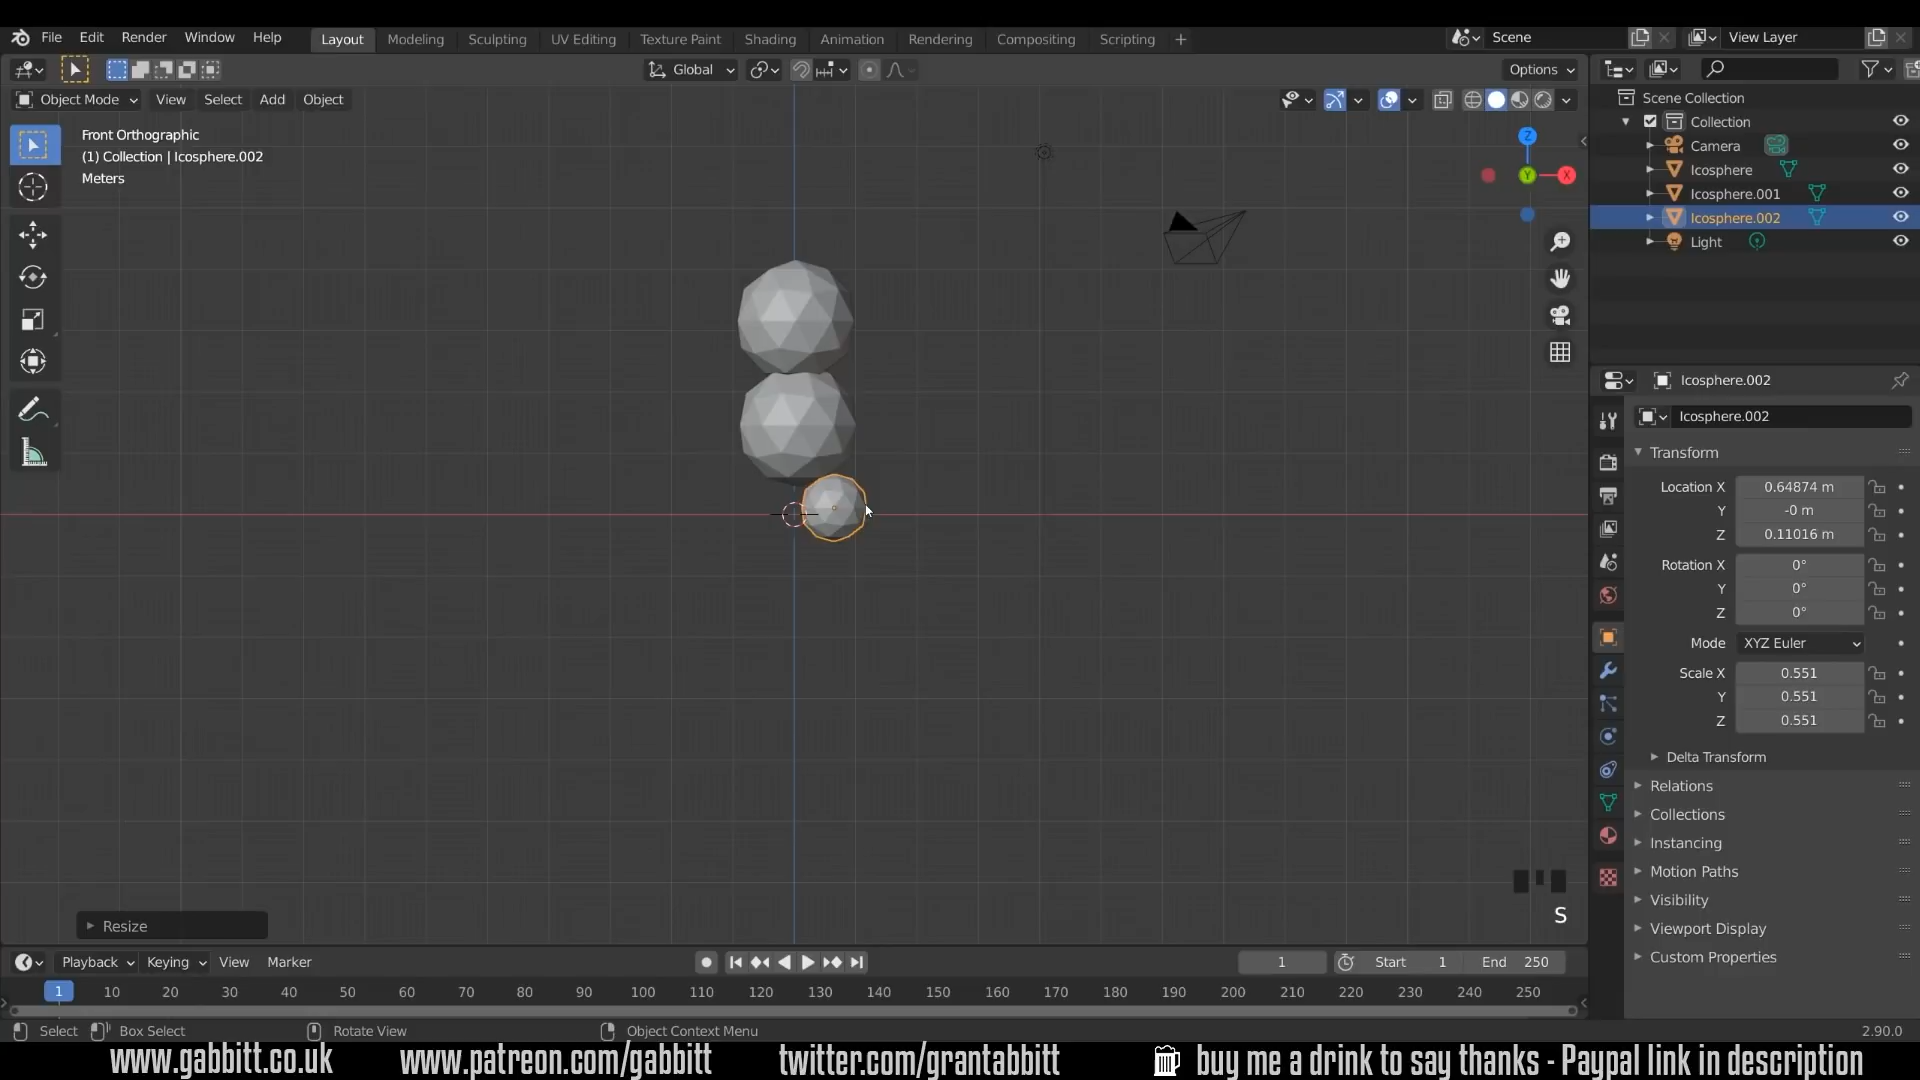 File Edit Render Window Help Layout Modeling Sculpting UV Editing Texture Paint Shading Animation Rendering Compositing Scripting + Scene View Layer
Global Options
Object Mode View Select Add Object
Front Orthographic
(1) Collection | Icosphere.002
Meters
Z
Y
X
Scene Collection
Collection
Camera
Icosphere
Icosphere.001
Icosphere.002
Light
Icosphere.002
Icosphere.002
Transform
Location X 0.64874 m
Y -0 m
Z 0.11016 m
Rotation X 0°
Y 0°
Z 0°
Mode XYZ Euler
Scale X 0.551
Y 0.551
Z 0.551
Delta Transform
Relations
Collections
Instancing
Motion Paths
Visibility
Viewport Display
Custom Properties
S
Resize
Playback Keying View Marker 1 Start 1 End 250
1 10 20 30 40 50 60 70 80 90 100 110 120 130 140 150 160 170 180 190 200 210 220 230 240 250
Select Box Select Rotate View Object Context Menu 2.90.0
www.gabbitt.co.uk www.patreon.com/gabbitt twitter.com/grantabbitt buy me a drink to say thanks - Paypal link in description